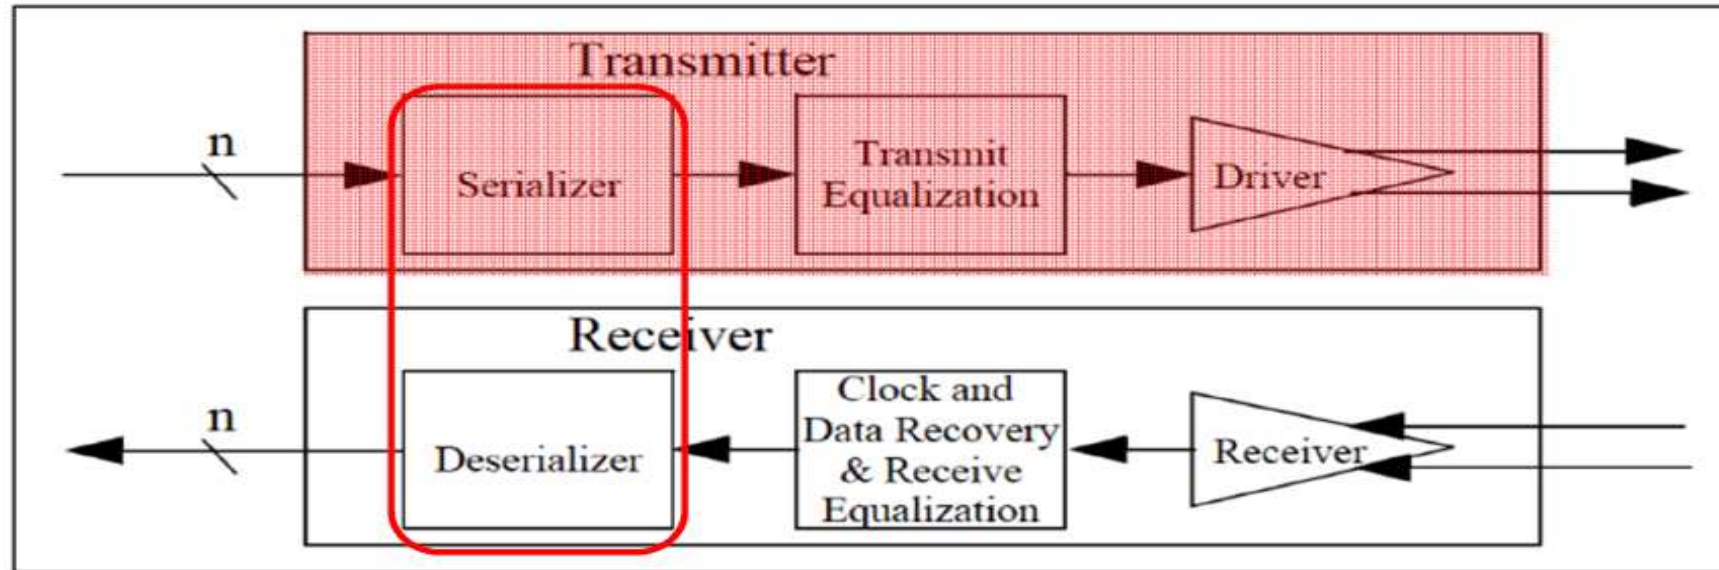 Transmitter
n
Serializer
Transmit
Equalization
Driver
Receiver
n
Deserializer
Clock and
Data Recovery
& Receive
Equalization
Receiver